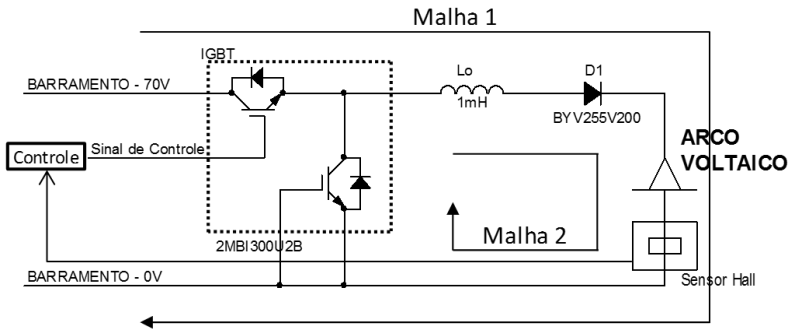 Malha 1
IGBT
BARRAMENTO - 70V
Lo
1mH
D1
BYV255V200
ARCO
VOLTAICO
Controle
Sinal de Controle
Malha 2
2MBI300U2B
BARRAMENTO - 0V
Sensor Hall